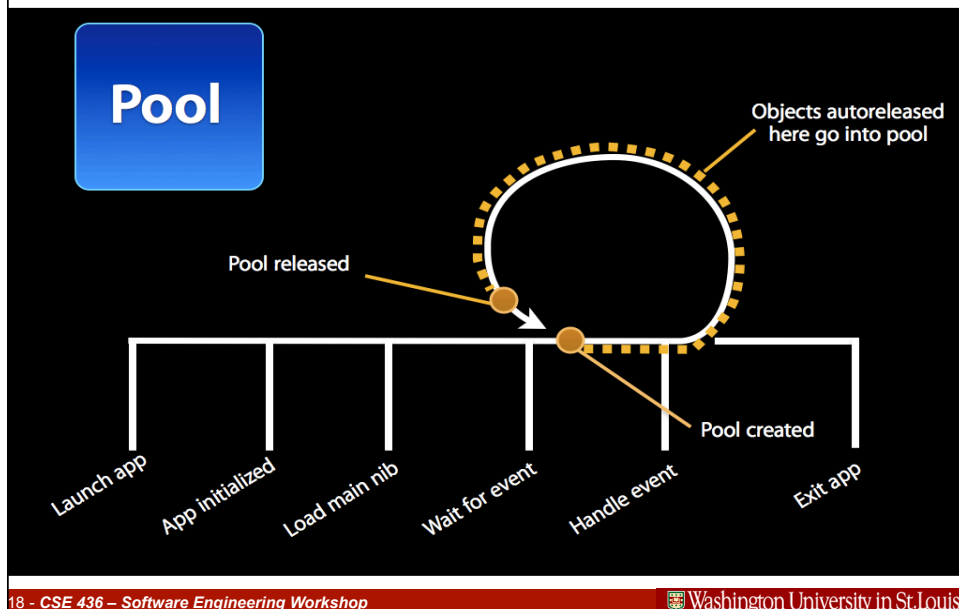 Pool
Objects autoreleased
here go into pool
Pool released
Pool created
Launch app
App initialized
Load main nib
Wait for event
Handle event
Exit app
18 - CSE 436 – Software Engineering Workshop
Washington University in St.Louis